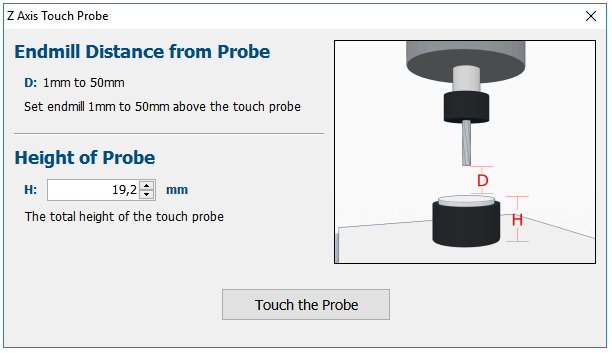 Z Axis Touch Probe
Endmill Distance from Probe
D: 1mm to 50mm
Set endmill 1mm to 50mm above the touch probe
Height of Probe
H: 19,2 mm
The total height of the touch probe
D
H
Touch the Probe